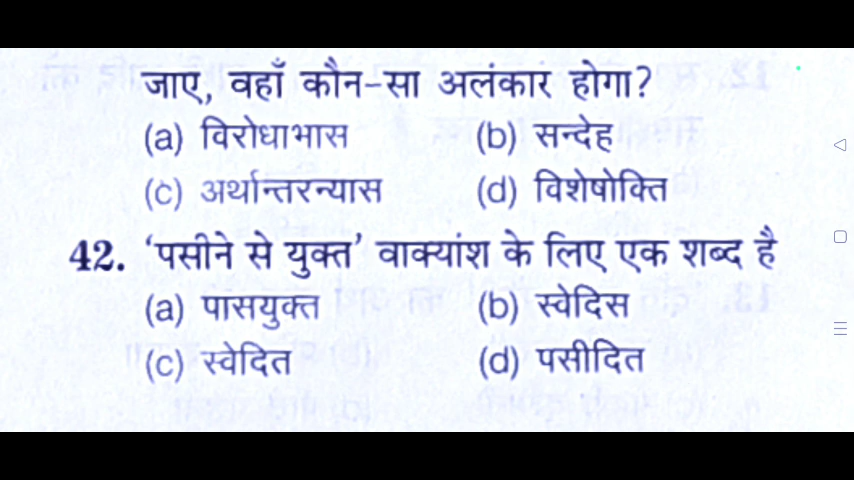 जाए, वहाँ कौन-सा अलंकार होगा?
(a) विरोधाभास (b) सन्देह
(c) अर्थान्तरन्यास (d) विशेषोक्ति
42. 'पसीने से युक्त' वाक्यांश के लिए एक शब्द है
(a) पासयुक्त (b) स्वेदिस
(c) स्वेदित (d) पसीदित